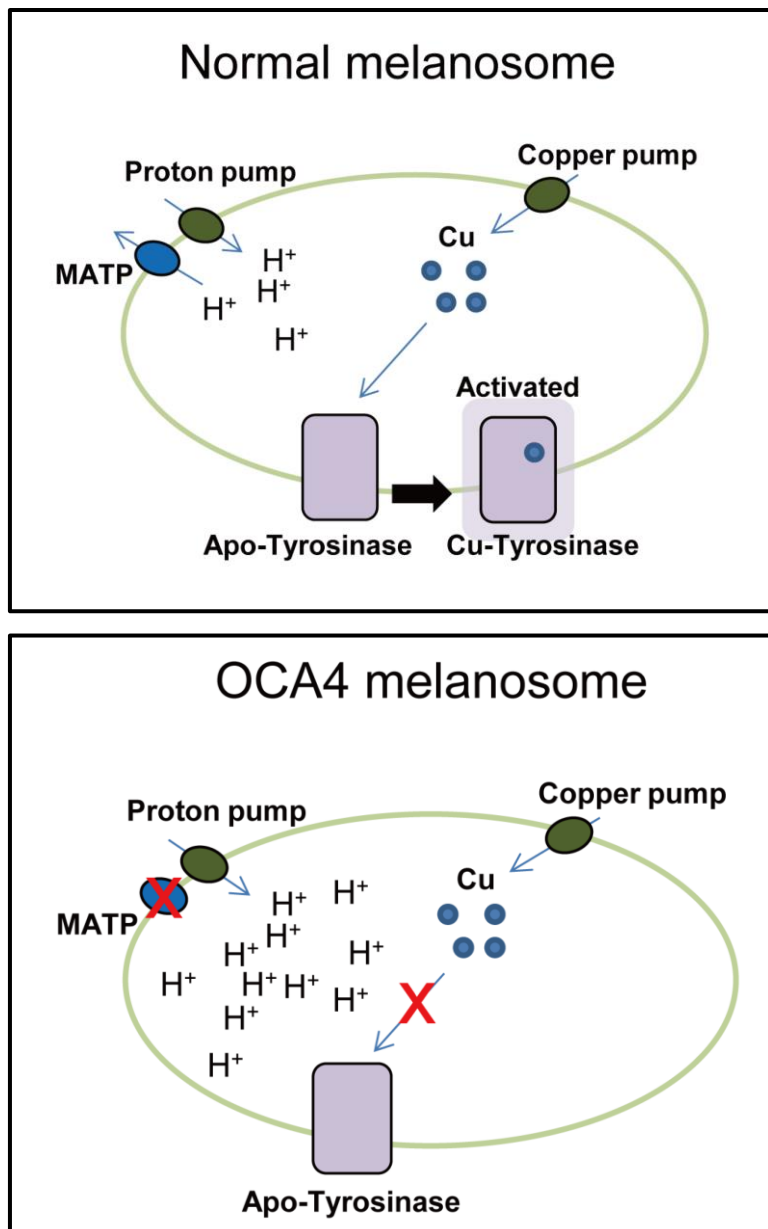 Normal melanosome
Copper pump
Proton pump
Cu
H⁺
MATP
H⁺
H⁺
H⁺
Activated
Apo-Tyrosinase
Cu-Tyrosinase
OCA4 melanosome
Copper pump
Proton pump
Cu
H⁺
H⁺
MATP
X
H⁺
H⁺
H⁺
H⁺
H⁺
H⁺
H⁺
X
H⁺
H⁺
Apo-Tyrosinase